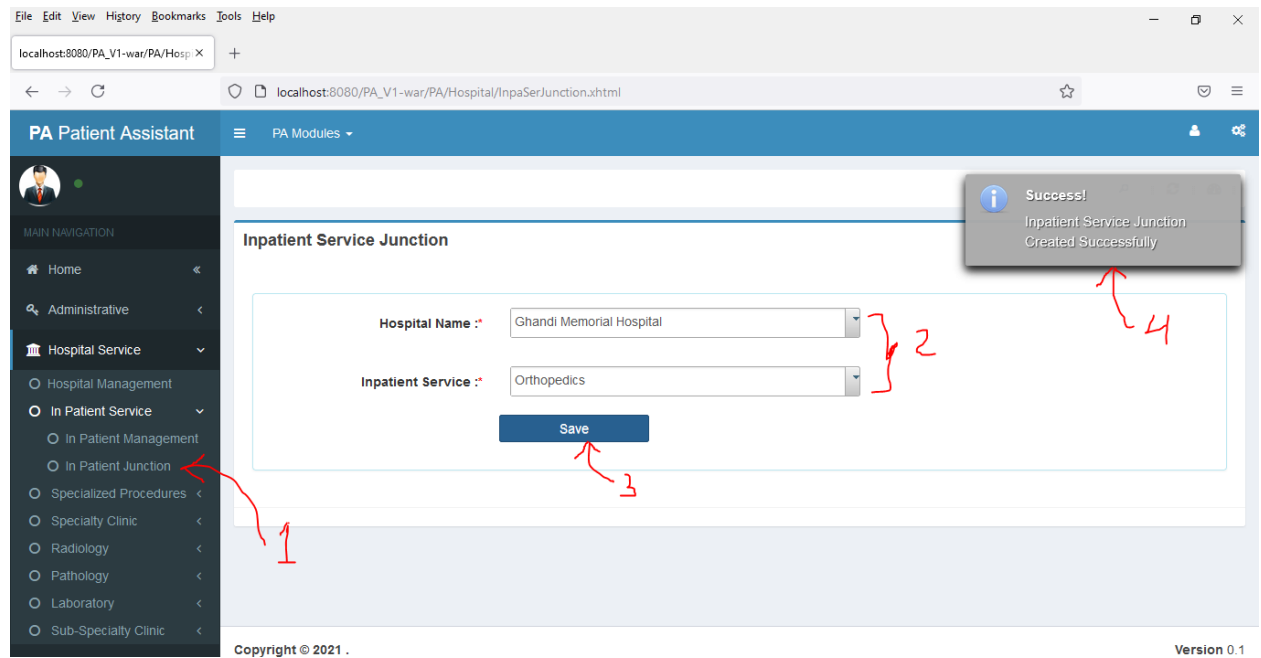 File Edit View History Bookmarks Tools Help
localhost:8080/PA_V1-war/PA/Hospi
localhost:8080/PA_V1-war/PA/Hospital/InpaSerJunction.xhtml
PA Patient Assistant
PA Modules
Success!
Inpatient Service Junction
Created Successfully
4
MAIN NAVIGATION
Home
Administrative
Hospital Service
Hospital Management
In Patient Service
In Patient Management
In Patient Junction
1
Specialized Procedures
Specialty Clinic
Radiology
Pathology
Laboratory
Sub-Specialty Clinic
Inpatient Service Junction
Hospital Name :* Ghandi Memorial Hospital
Inpatient Service :* Orthopedics
2
Save
3
Copyright © 2021 . Version 0.1